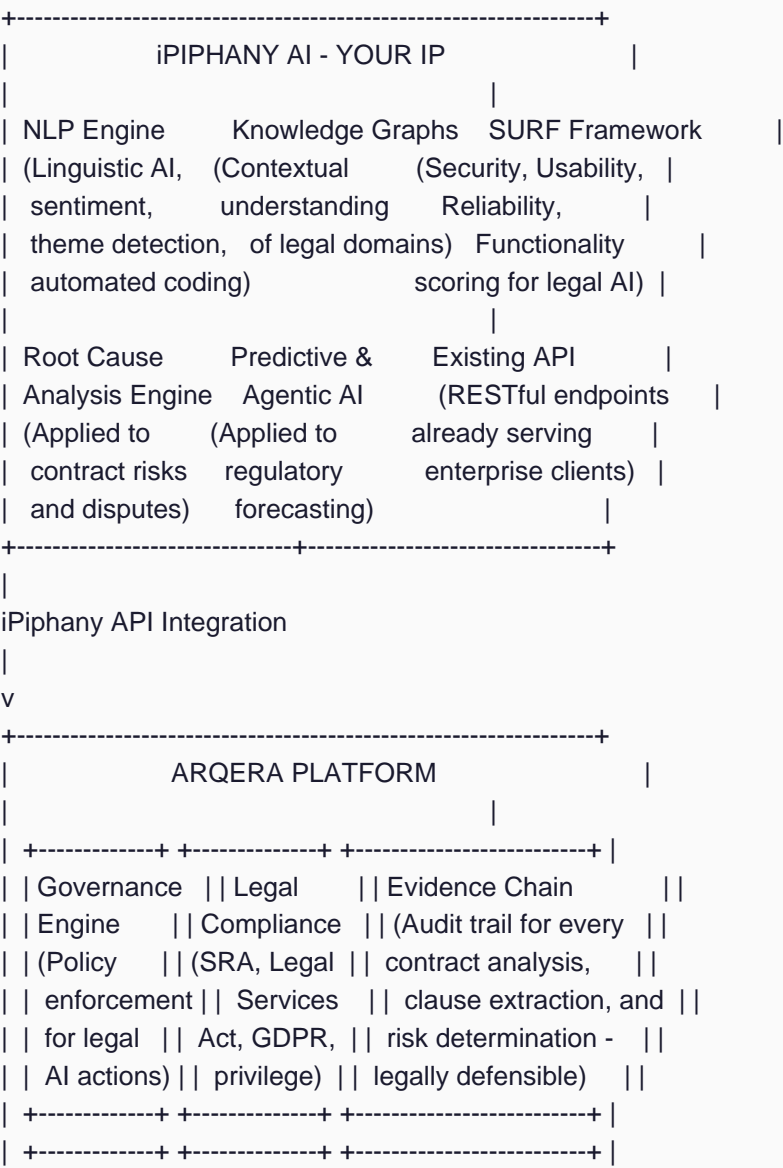 +----------------------------------------------------------------+
| iPIPHANY AI - YOUR IP |
| |
| NLP Engine Knowledge Graphs SURF Framework |
| (Linguistic AI, (Contextual (Security, Usability, |
| sentiment, understanding Reliability, |
| theme detection, of legal domains) Functionality |
| automated coding) scoring for legal AI) |
| |
| Root Cause Predictive & Existing API |
| Analysis Engine Agentic AI (RESTful endpoints |
| (Applied to (Applied to already serving |
| contract risks regulatory enterprise clients) |
| and disputes) forecasting) |
+-------------------------------+---------------------------------+
|
iPiphany API Integration
|
v
+----------------------------------------------------------------+
| ARQERA PLATFORM |
| |
| +-------------+ +--------------+ +--------------------------+ |
| | Governance | | Legal | | Evidence Chain | |
| | Engine | | Compliance | | (Audit trail for every | |
| | (Policy | | (SRA, Legal | | contract analysis, | |
| | enforcement | | Services | | clause extraction, and | |
| | for legal | | Act, GDPR, | | risk determination - | |
| | AI actions) | | privilege) | | legally defensible) | |
| +-------------+ +--------------+ +--------------------------+ |
| +-------------+ +--------------+ +--------------------------+ |